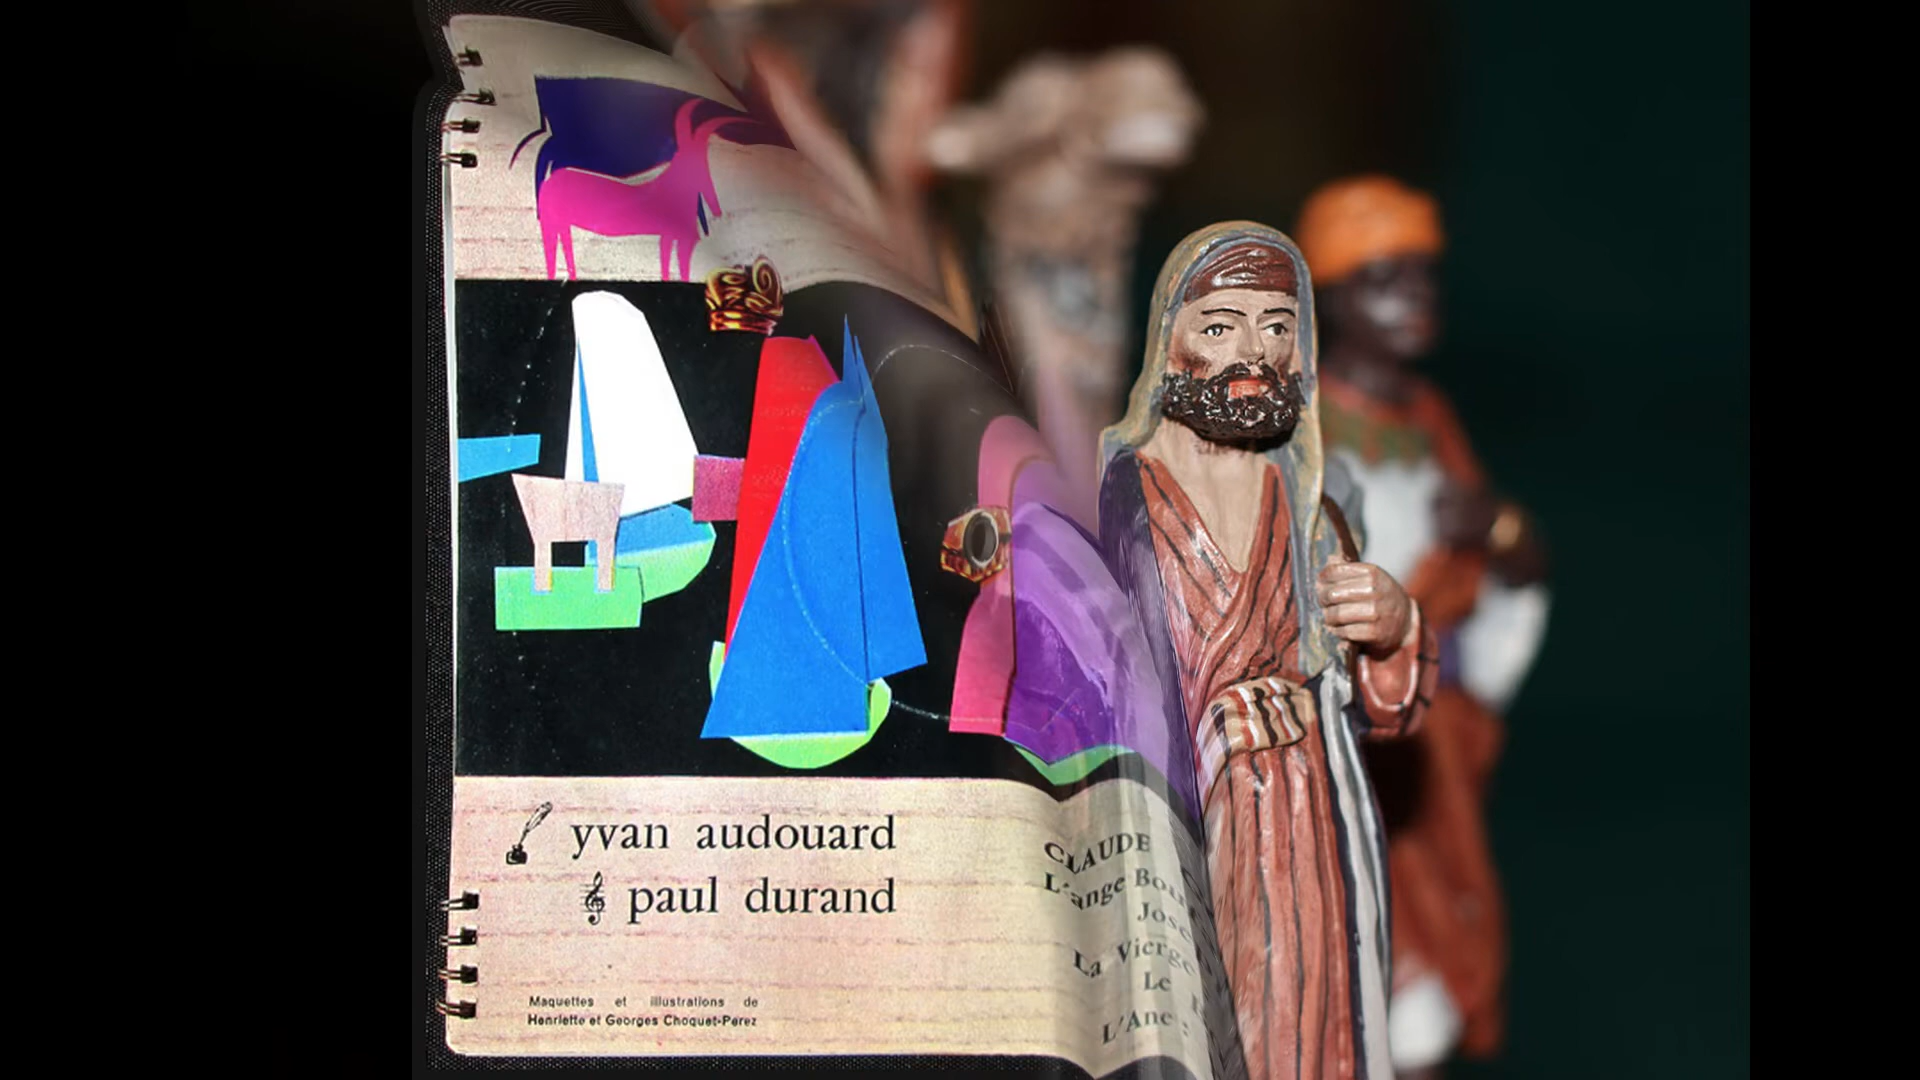 yvan audouard
paul durand
Maquettes et illustrations de
Henriette et Georges Choquet-Perez
CLAUDE
L'ange
La Vierge
Le
L'Ane :